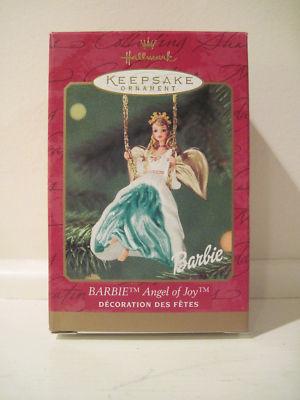 Hallmark
KEEPSAKE
ORNAMENT
Barbie
BARBIE™ Angel of Joy™
DÉCORATION DES FÊTES